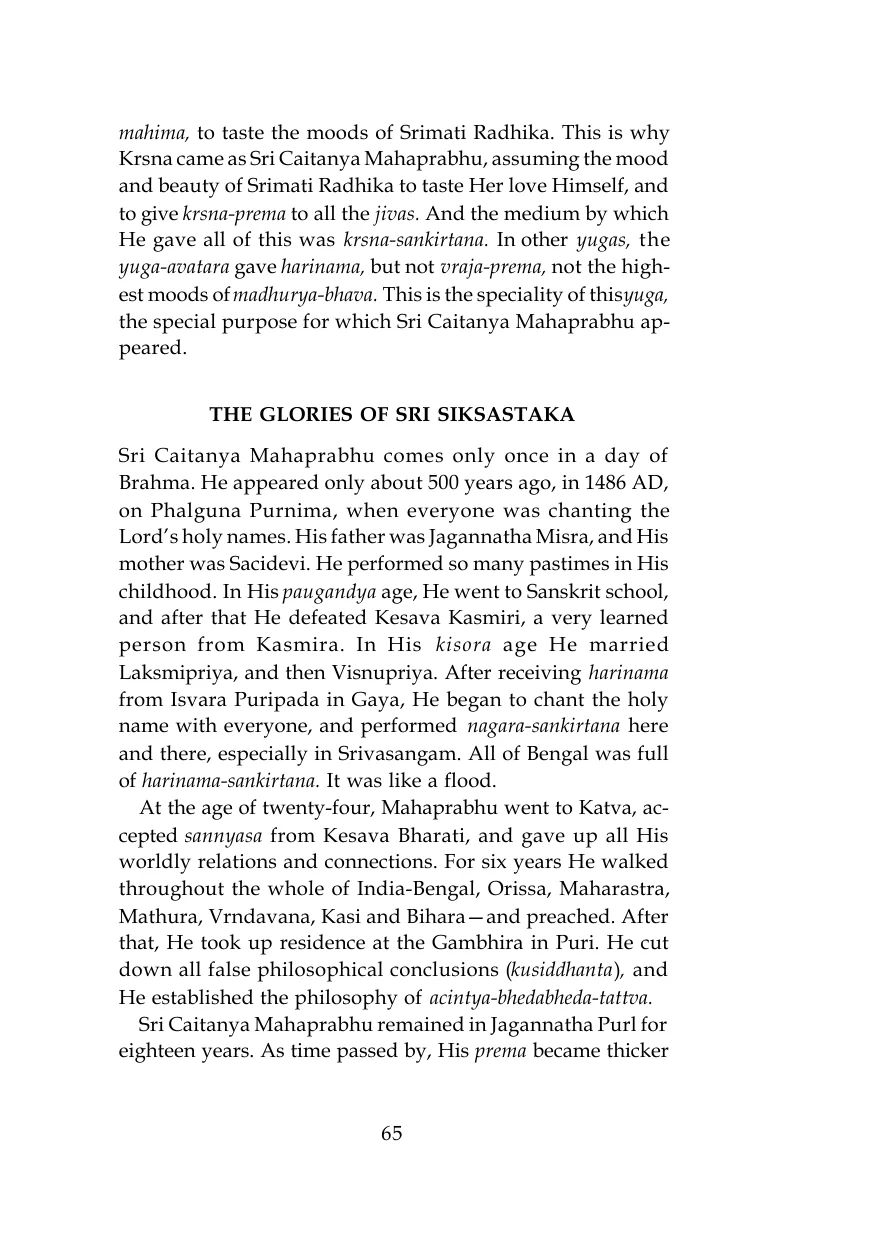 mahima, to taste the moods of Srimati Radhika. This is why
Krsna came as Sri Caitanya Mahaprabhu, assuming the mood
and beauty of Srimati Radhika to taste Her love Himself, and
to give krsna-prema to all the jivas. And the medium by which
He gave all of this was krsna-sankirtana. In other yugas, the
yuga-avatara gave harinama, but not vraja-prema, not the high-
est moods of madhurya-bhava. This is the speciality of thisyuga,
the special purpose for which Sri Caitanya Mahaprabhu ap-
peared.
THE GLORIES OF SRI SIKSASTAKA
Sri Caitanya Mahaprabhu comes only once in a day of
Brahma. He appeared only about 500 years ago, in 1486 AD,
on Phalguna Purnima, when everyone was chanting the
Lord’s holy names. His father was Jagannatha Misra, and His
mother was Sacidevi. He performed so many pastimes in His
childhood. In His paugandya age, He went to Sanskrit school,
and after that He defeated Kesava Kasmiri, a very learned
person from Kasmira. In His kisora age He married
Laksmipriya, and then Visnupriya. After receiving harinama
from Isvara Puripada in Gaya, He began to chant the holy
name with everyone, and performed nagara-sankirtana here
and there, especially in Srivasangam. All of Bengal was full
of harinama-sankirtana. It was like a flood.
At the age of twenty-four, Mahaprabhu went to Katva, ac-
cepted sannyasa from Kesava Bharati, and gave up all His
worldly relations and connections. For six years He walked
throughout the whole of India-Bengal, Orissa, Maharastra,
Mathura, Vrndavana, Kasi and Bihara—and preached. After
that, He took up residence at the Gambhira in Puri. He cut
down all false philosophical conclusions (kusiddhanta), and
He established the philosophy of acintya-bhedabheda-tattva.
Sri Caitanya Mahaprabhu remained in Jagannatha Purl for
eighteen years. As time passed by, His prema became thicker
65